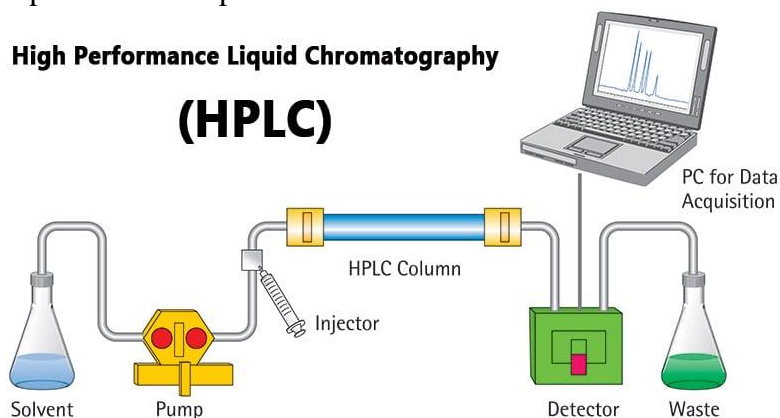 High Performance Liquid Chromatography
(HPLC)
PC for Data
Acquisition
HPLC Column
Injector
Solvent
Pump
Detector
Waste